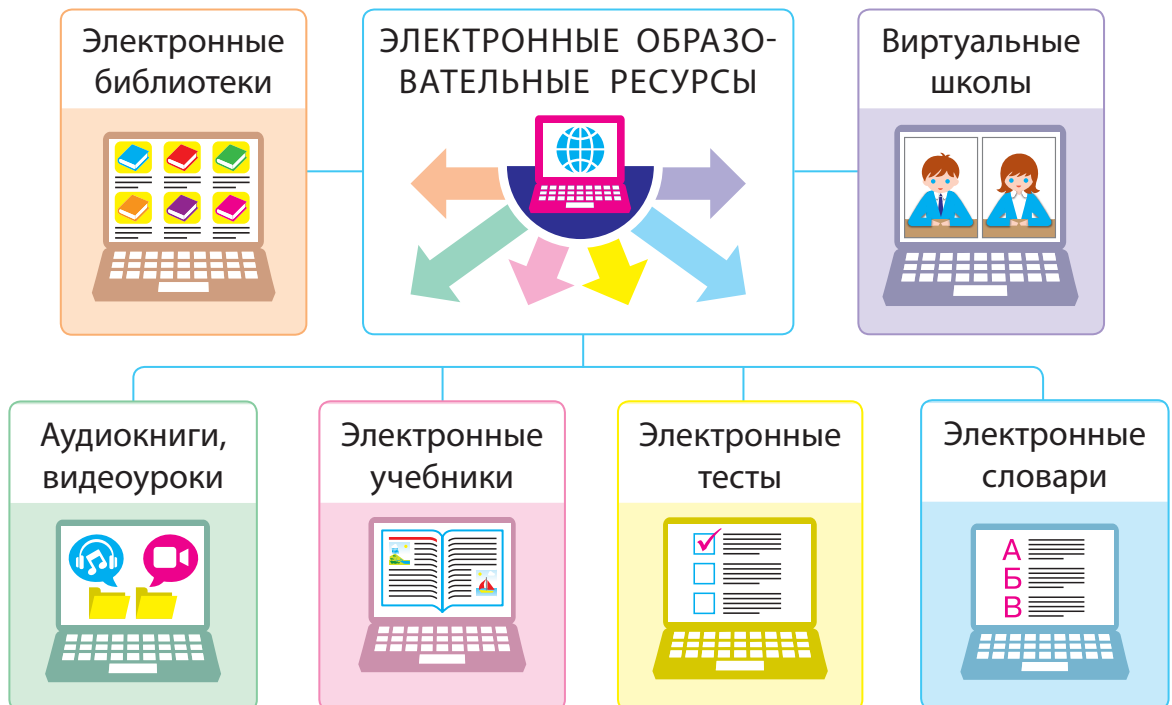 Электронные
библиотеки
ЭЛЕКТРОННЫЕ ОБРАЗО-
ВАТЕЛЬНЫЕ РЕСУРСЫ
Виртуальные
школы
Аудиокниги,
видеоуроки
Электронные
учебники
Электронные
тесты
Электронные
словари
А
Б
В